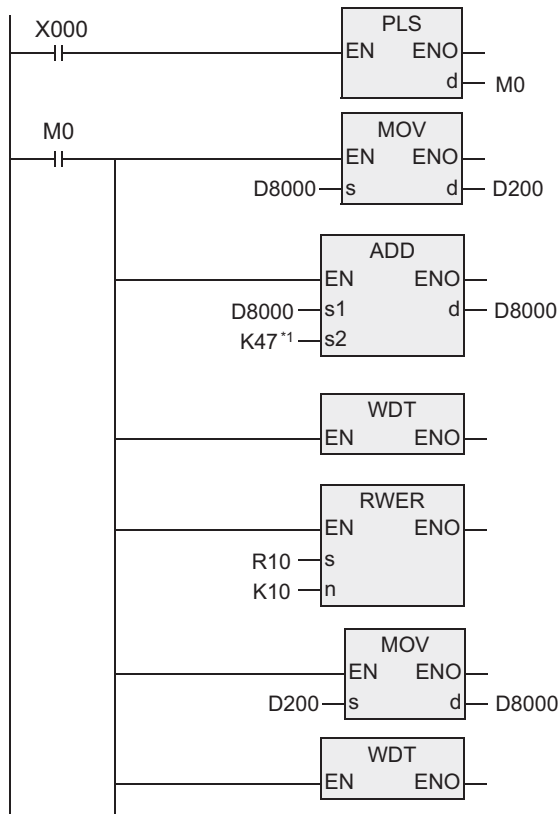 X000
PLS
EN ENO
d M0
M0
MOV
EN ENO
D8000 s d D200
ADD
EN ENO
D8000 s1 d D8000
K47*1 s2
WDT
EN ENO
RWER
EN ENO
R10 s
K10 n
MOV
EN ENO
D200 s d D8000
WDT
EN ENO